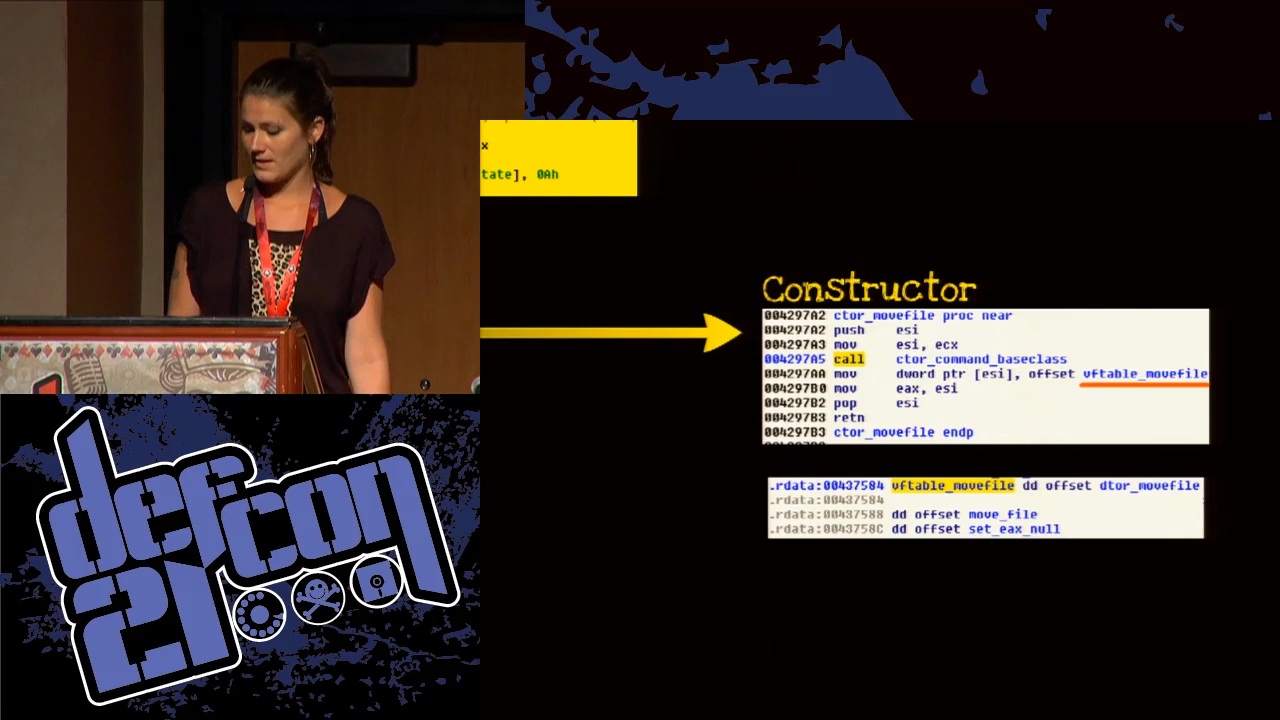 x
tate], 0Ah
Constructor
004297A2 ctor_movefile proc near
004297A2 push esi
004297A3 mov esi, ecx
004297A5 call ctor_command_baseclass
004297AA mov dword ptr [esi], offset vftable_movefile
004297B0 mov eax, esi
004297B2 pop esi
004297B3 retn
004297B3 ctor_movefile endp
.rdata:00437584 vftable_movefile dd offset dtor_movefile
.rdata:00437584
.rdata:00437588 dd offset move_file
.rdata:0043758C dd offset set_eax_null
defcon
21